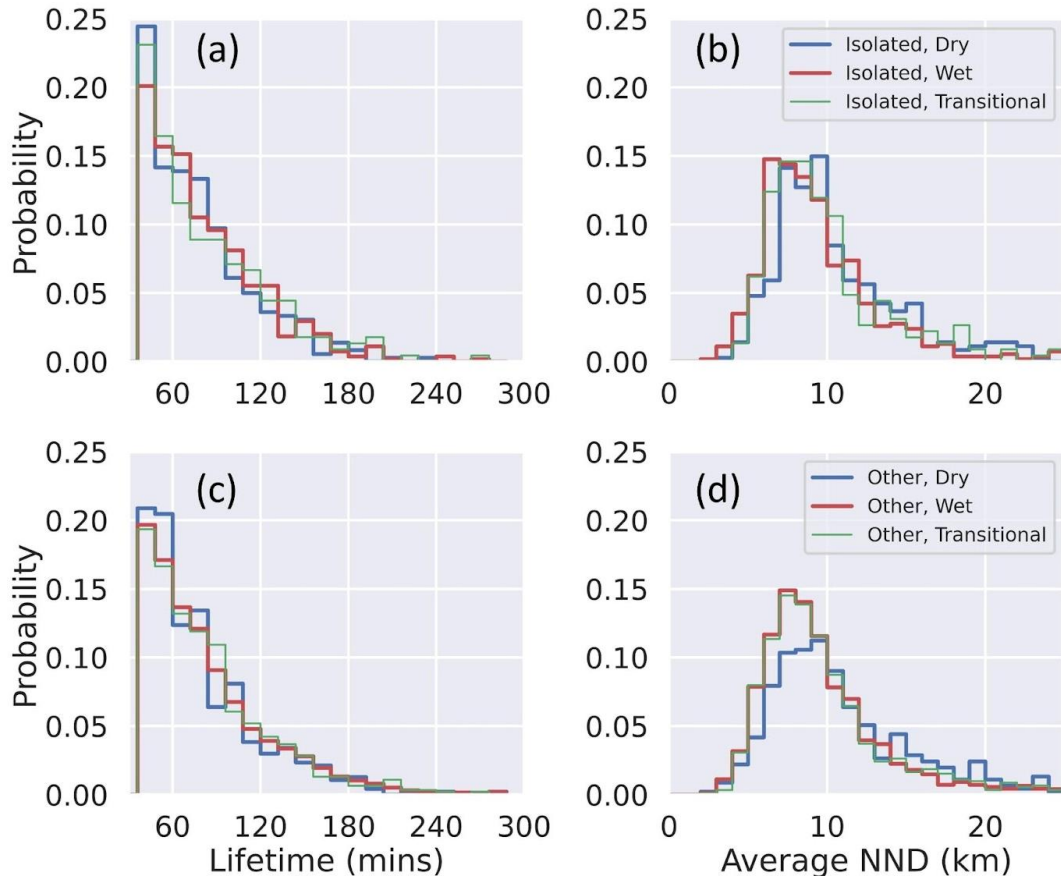 0.25
0.20
0.15
0.10
0.05
0.00
Probability
(a)
60 120 180 240 300
(b)
0.25
0.20
0.15
0.10
0.05
0.00
Isolated, Dry
Isolated, Wet
Isolated, Transitional
0 10 20
0.25
0.20
0.15
0.10
0.05
0.00
Probability
(c)
60 120 180 240 300
Lifetime (mins)
(d)
0.25
0.20
0.15
0.10
0.05
0.00
Other, Dry
Other, Wet
Other, Transitional
0 10 20
Average NND (km)